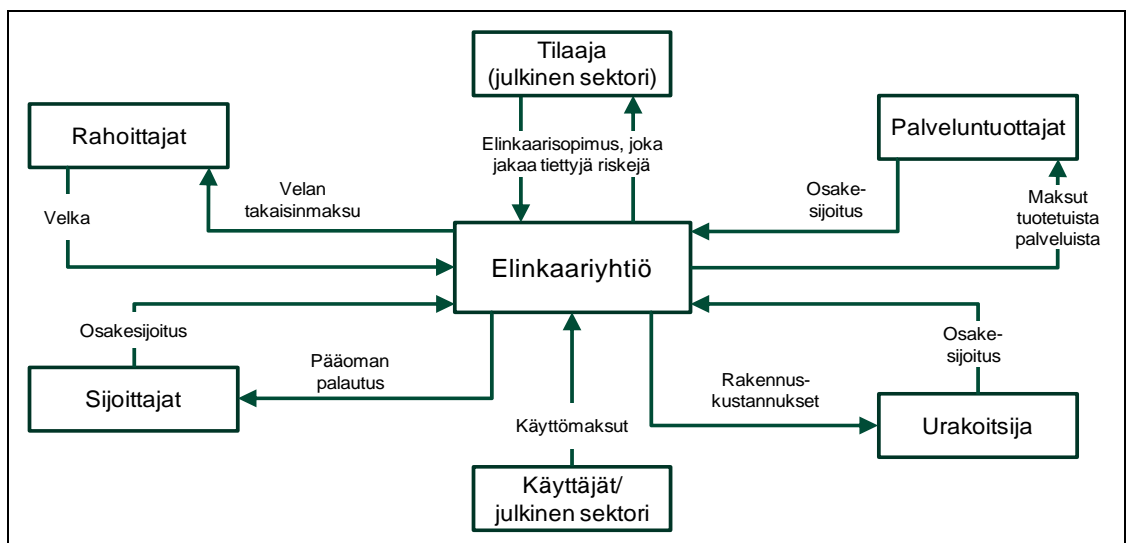 Tilaaja
(julkinen sektori)
Rahoittajat
Palveluntuottajat
Elinkaarisopimus, joka
jakaa tiettyjä riskejä
Velka
Velan
takaisinmaksu
Osake-
sijoitus
Maksut
tuotetuista
palveluista
Elinkaariyhtiö
Osakesijoitus
Pääoman
palautus
Osake-
sijoitus
Rakennus-
kustannukset
Sijoittajat
Käyttömaksut
Urakoitsija
Käyttäjät/
julkinen sektori